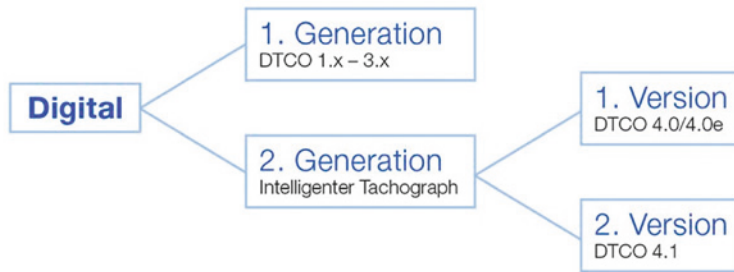 Digital
1. Generation
DTCO 1.x – 3.x
2. Generation
Intelligenter Tachograph
1. Version
DTCO 4.0/4.0e
2. Version
DTCO 4.1